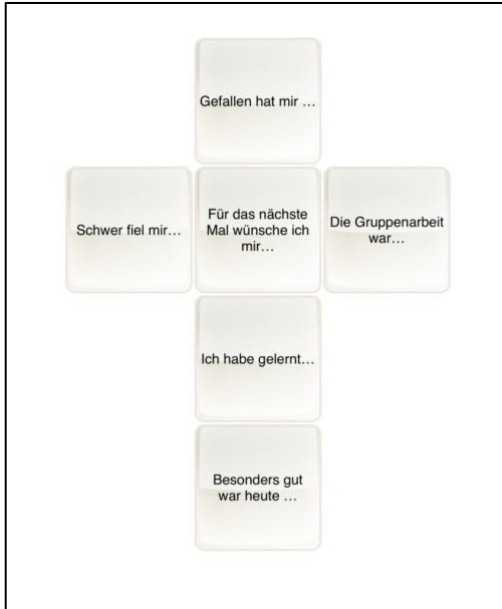 Gefallen hat mir …
Schwer fiel mir…
Für das nächste
Mal wünsche ich
mir…
Die Gruppenarbeit
war…
Ich habe gelernt…
Besonders gut
war heute …